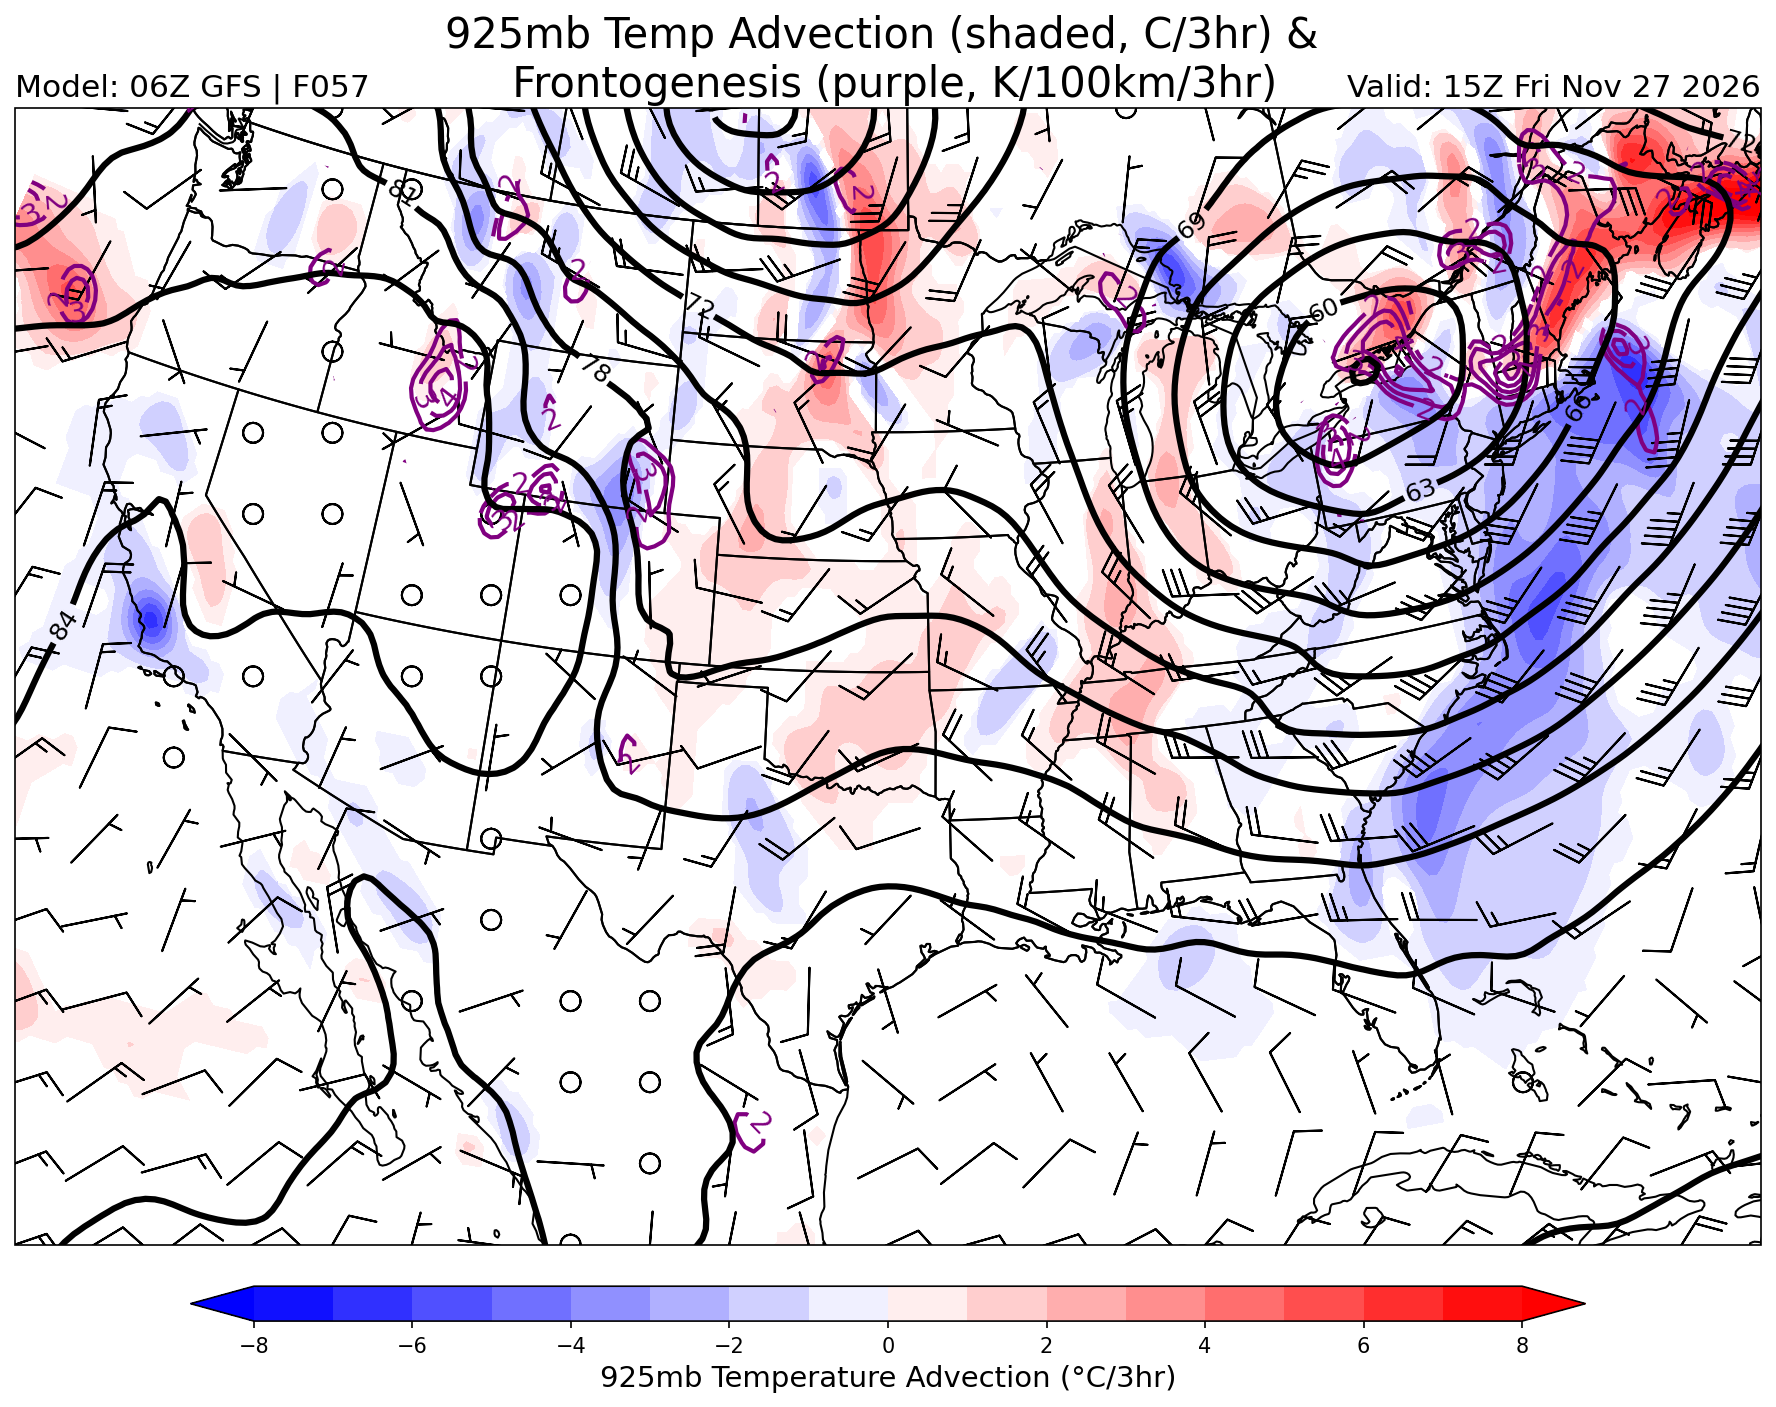 925mb Temp Advection (shaded, C/3hr) &
Model: 06Z GFS | F057
Frontogenesis (purple, K/100km/3hr)
Valid: 15Z Fri Nov 27 2026
72
81
69
60
72
78
66
63
84
−8 −6 −4 −2 0 2 4 6 8
925mb Temperature Advection (°C/3hr)